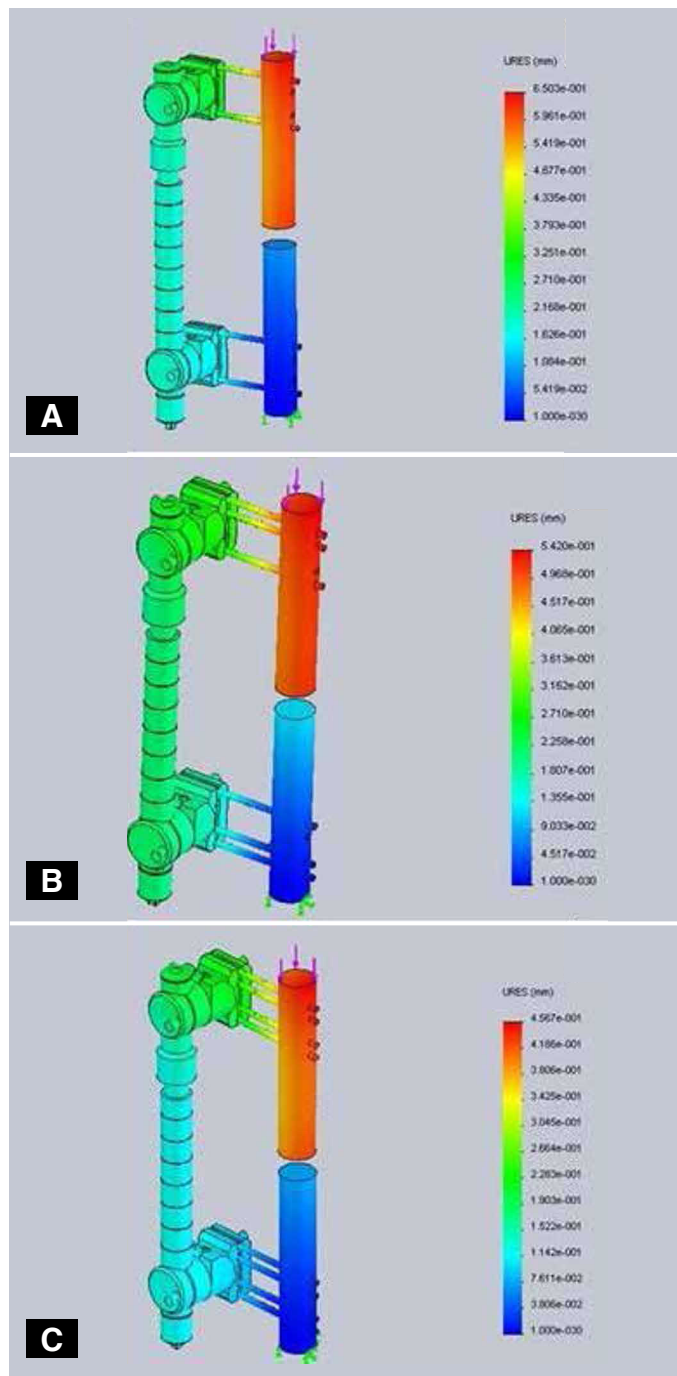 URES (mm)
6.503e-001
5.961e-001
5.419e-001
4.877e-001
4.335e-001
3.793e-001
3.251e-001
2.710e-001
2.168e-001
1.626e-001
1.084e-001
5.419e-002
1.000e-030
A
URES (mm)
5.420e-001
4.968e-001
4.517e-001
4.065e-001
3.613e-001
3.162e-001
2.710e-001
2.258e-001
1.807e-001
1.355e-001
9.033e-002
4.517e-002
1.000e-030
B
URES (mm)
4.567e-001
4.186e-001
3.806e-001
3.425e-001
3.045e-001
2.664e-001
2.283e-001
1.903e-001
1.522e-001
1.142e-001
7.611e-002
3.806e-002
1.000e-030
C